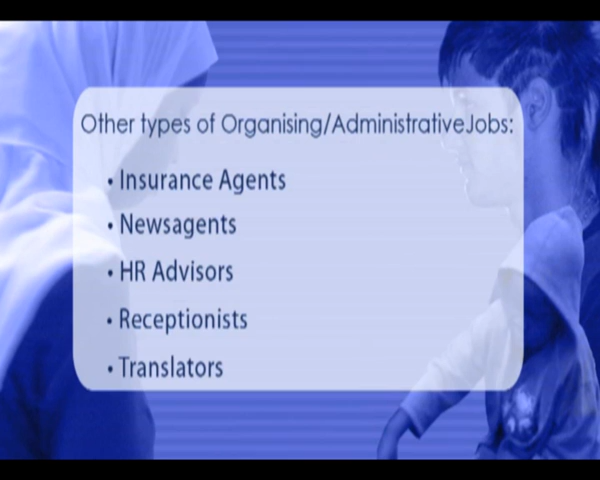 Other types of Organising/AdministrativeJobs:
• Insurance Agents
• Newsagents
• HR Advisors
• Receptionists
• Translators